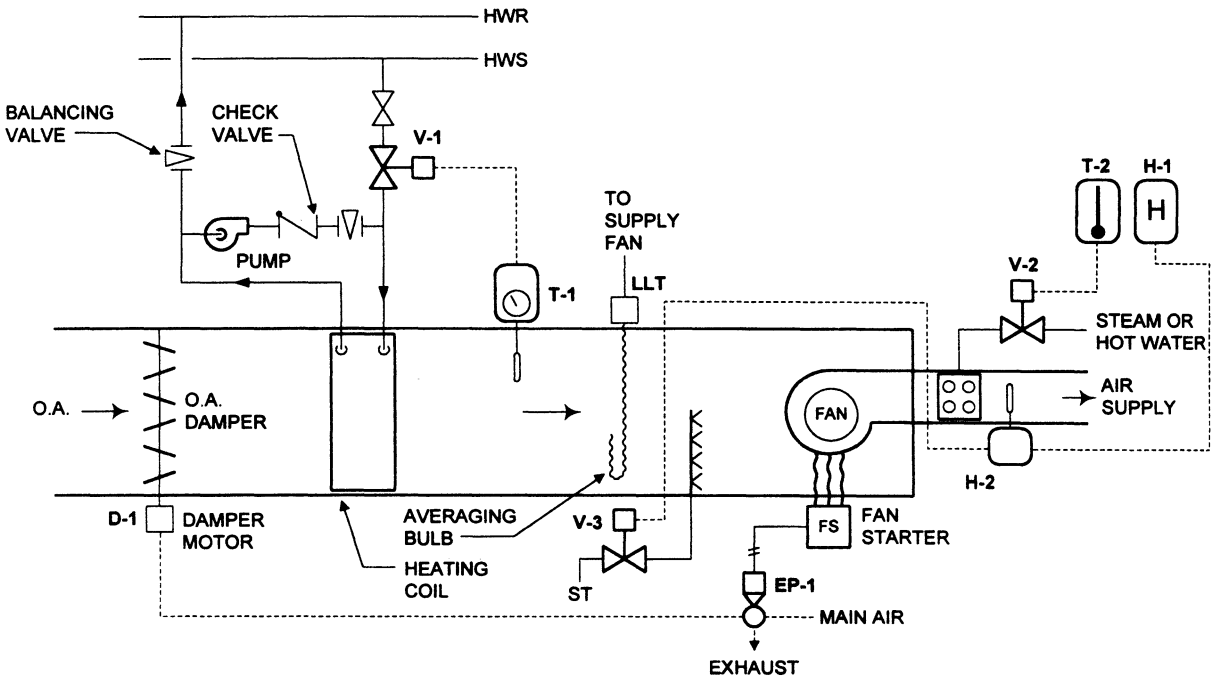 HWR
HWS
BALANCING
VALVE
CHECK
VALVE
V-1
T-2
H-1
H
TO
SUPPLY
FAN
PUMP
V-2
LLT
T-1
STEAM OR
HOT WATER
O.A.
O.A.
DAMPER
FAN
AIR
SUPPLY
H-2
D-1
DAMPER
MOTOR
AVERAGING
BULB
V-3
FS
FAN
STARTER
HEATING
COIL
ST
EP-1
MAIN AIR
EXHAUST